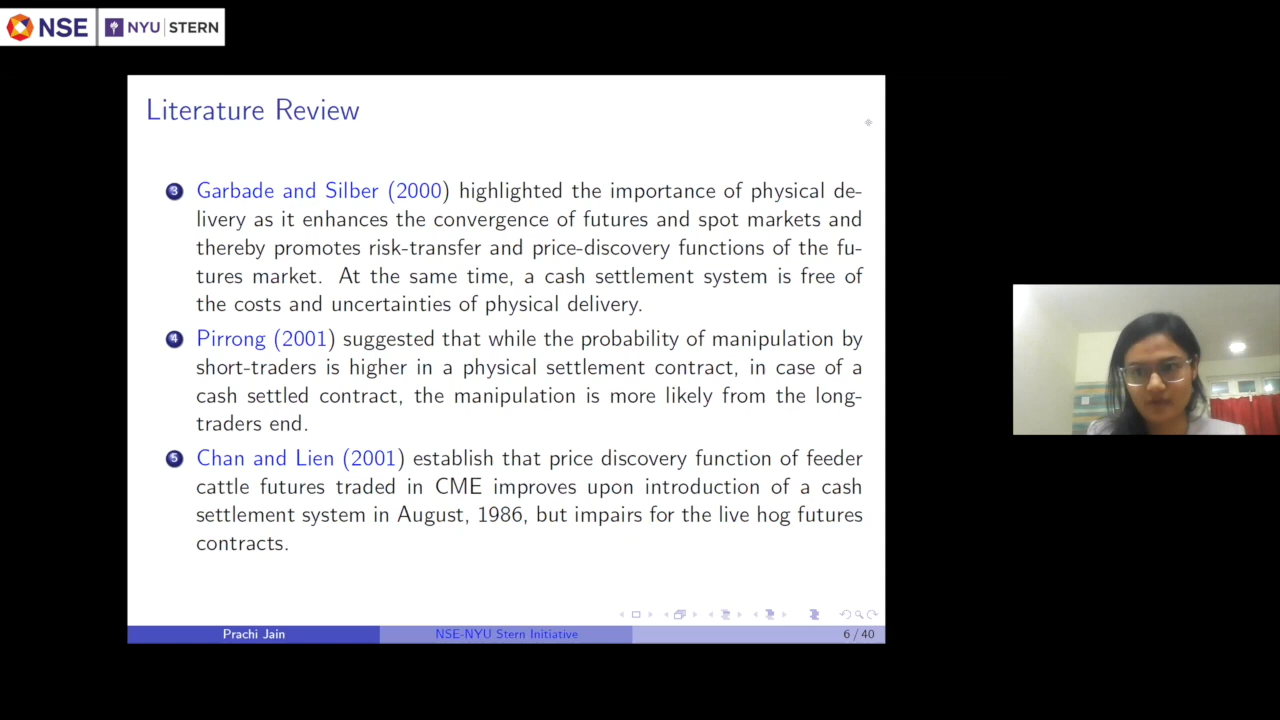 NSE NYU STERN
Literature Review
3 Garbade and Silber (2000) highlighted the importance of physical de-
livery as it enhances the convergence of futures and spot markets and
thereby promotes risk-transfer and price-discovery functions of the fu-
tures market. At the same time, a cash settlement system is free of
the costs and uncertainties of physical delivery.
4 Pirrong (2001) suggested that while the probability of manipulation by
short-traders is higher in a physical settlement contract, in case of a
cash settled contract, the manipulation is more likely from the long-
traders end.
5 Chan and Lien (2001) establish that price discovery function of feeder
cattle futures traded in CME improves upon introduction of a cash
settlement system in August, 1986, but impairs for the live hog futures
contracts.
Prachi Jain NSE-NYU Stern Initiative 6 / 40